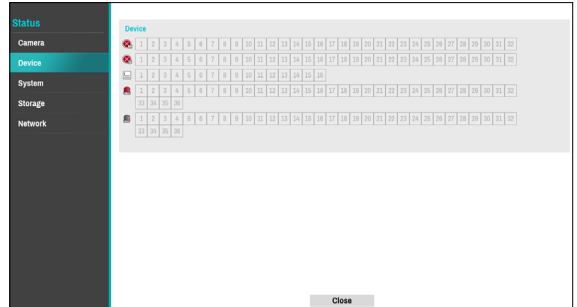 Status
Camera
Device
System
Storage
Network
Device
1 2 3 4 5 6 7 8 9 10 11 12 13 14 15 16 17 18 19 20 21 22 23 24 25 26 27 28 29 30 31 32
1 2 3 4 5 6 7 8 9 10 11 12 13 14 15 16 17 18 19 20 21 22 23 24 25 26 27 28 29 30 31 32
1 2 3 4 5 6 7 8 9 10 11 12 13 14 15 16
1 2 3 4 5 6 7 8 9 10 11 12 13 14 15 16 17 18 19 20 21 22 23 24 25 26 27 28 29 30 31 32
33 34 35 36
1 2 3 4 5 6 7 8 9 10 11 12 13 14 15 16 17 18 19 20 21 22 23 24 25 26 27 28 29 30 31 32
33 34 35 36
Close